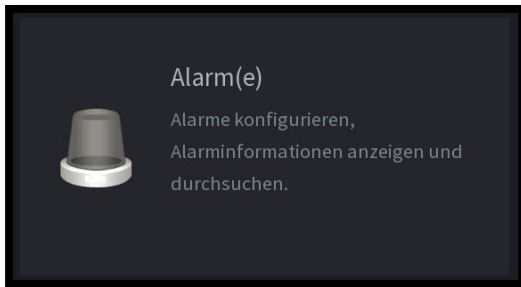 Alarm(e)
Alarme konfigurieren,
Alarminformationen anzeigen und
durchsuchen.